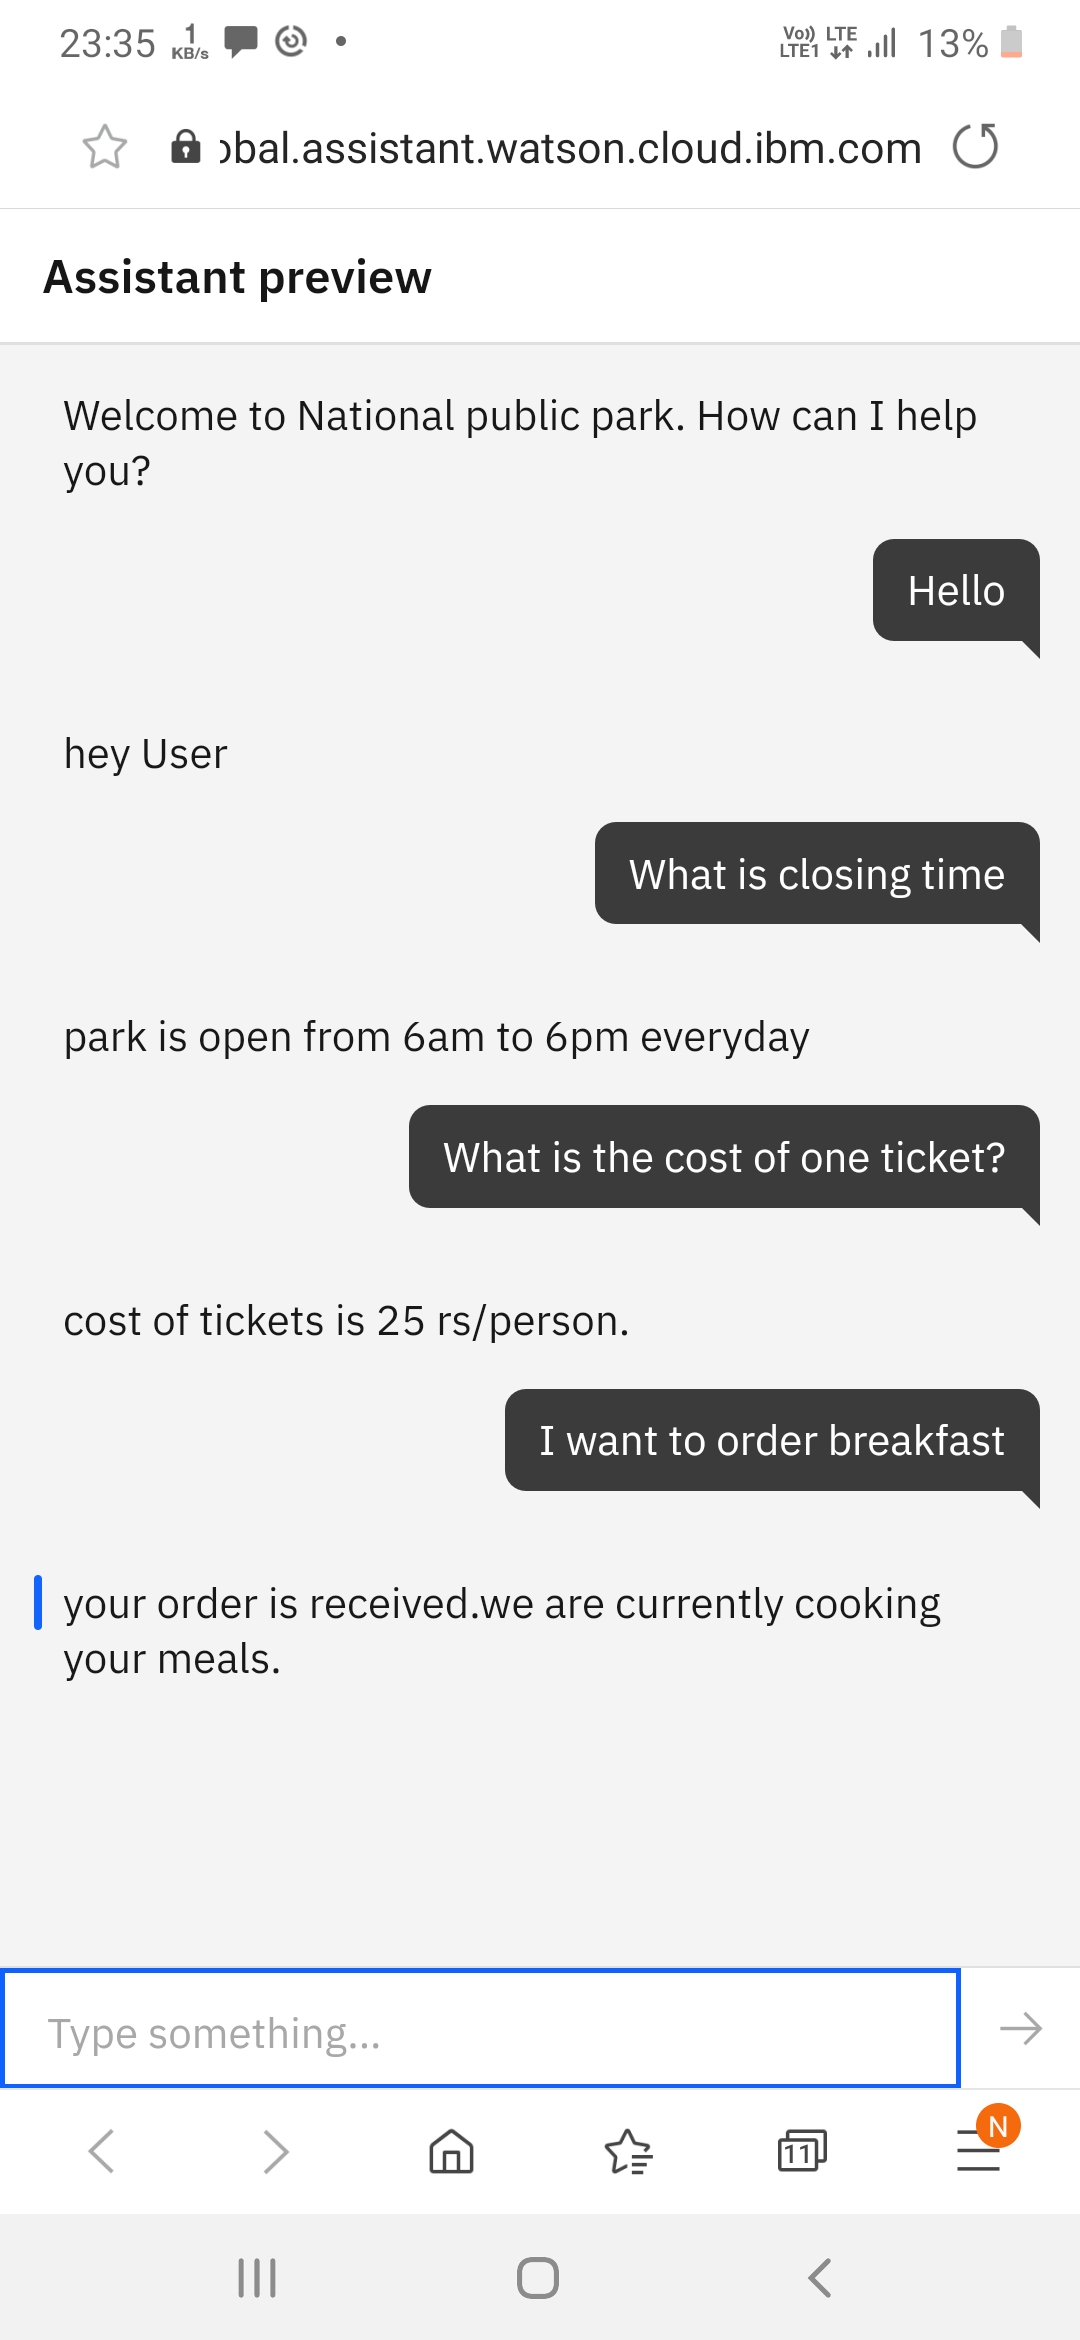 23:35 1 KB/s Vo)) LTE LTE1 13%
obal.assistant.watson.cloud.ibm.com
Assistant preview
Welcome to National public park. How can I help
you?
Hello
hey User
What is closing time
park is open from 6am to 6pm everyday
What is the cost of one ticket?
cost of tickets is 25 rs/person.
I want to order breakfast
your order is received.we are currently cooking
your meals.
Type something...
11 N